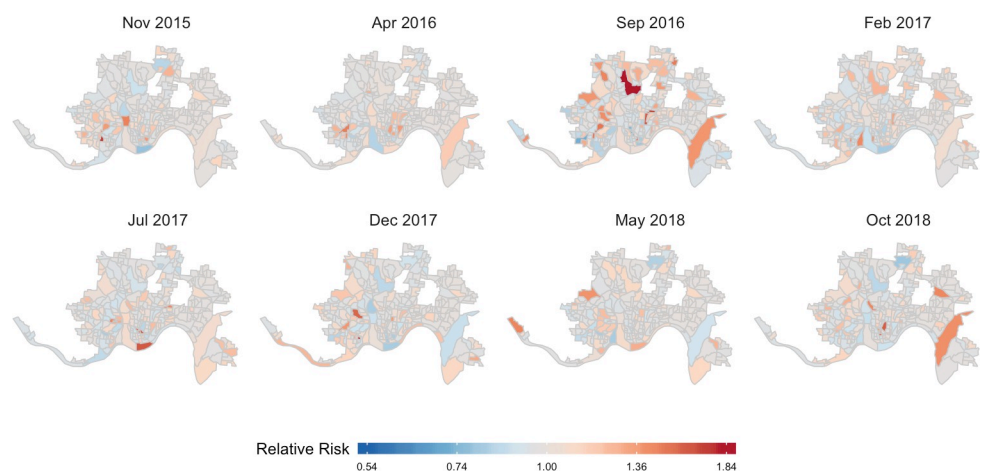 Nov 2015
Apr 2016
Sep 2016
Feb 2017
Jul 2017
Dec 2017
May 2018
Oct 2018
Relative Risk
0.54
0.74
1.00
1.36
1.84